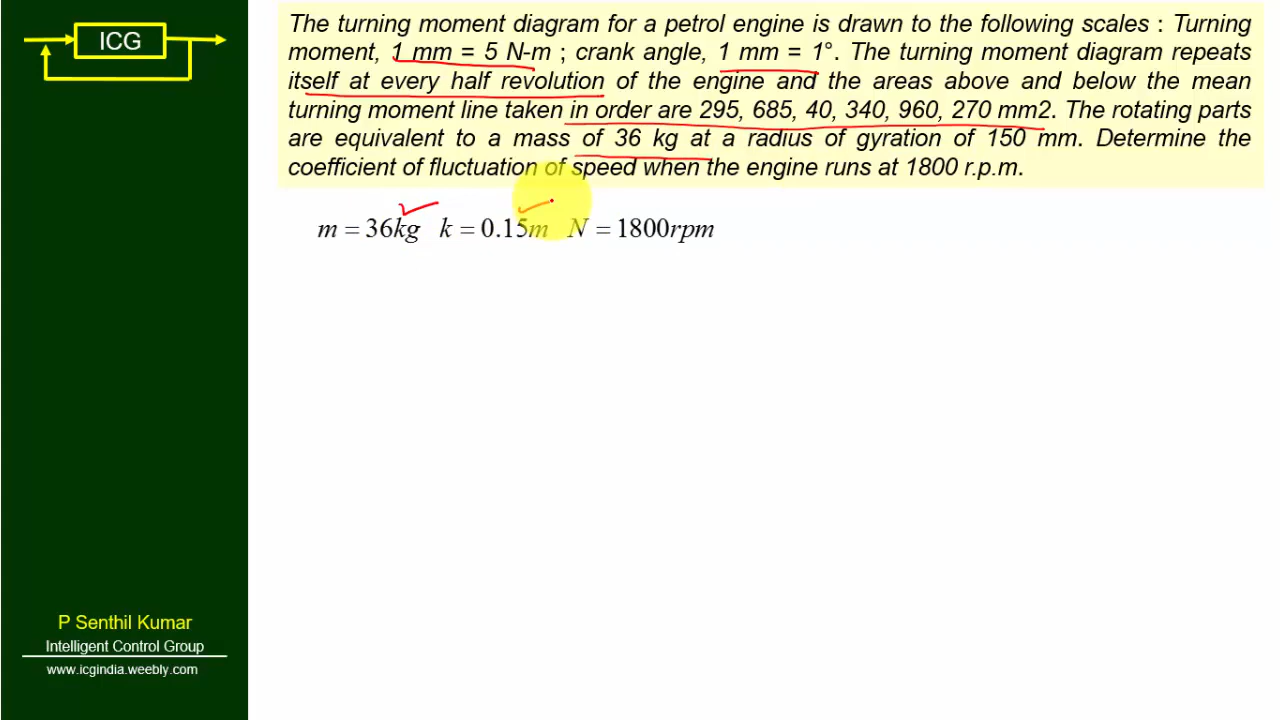 ICG
The turning moment diagram for a petrol engine is drawn to the following scales : Turning
moment, 1 mm = 5 N-m ; crank angle, 1 mm = 1°. The turning moment diagram repeats
itself at every half revolution of the engine and the areas above and below the mean
turning moment line taken in order are 295, 685, 40, 340, 960, 270 mm2. The rotating parts
are equivalent to a mass of 36 kg at a radius of gyration of 150 mm. Determine the
coefficient of fluctuation of speed when the engine runs at 1800 r.p.m.
m = 36kg k = 0.15m N = 1800rpm
P Senthil Kumar
Intelligent Control Group
www.icgindia.weebly.com